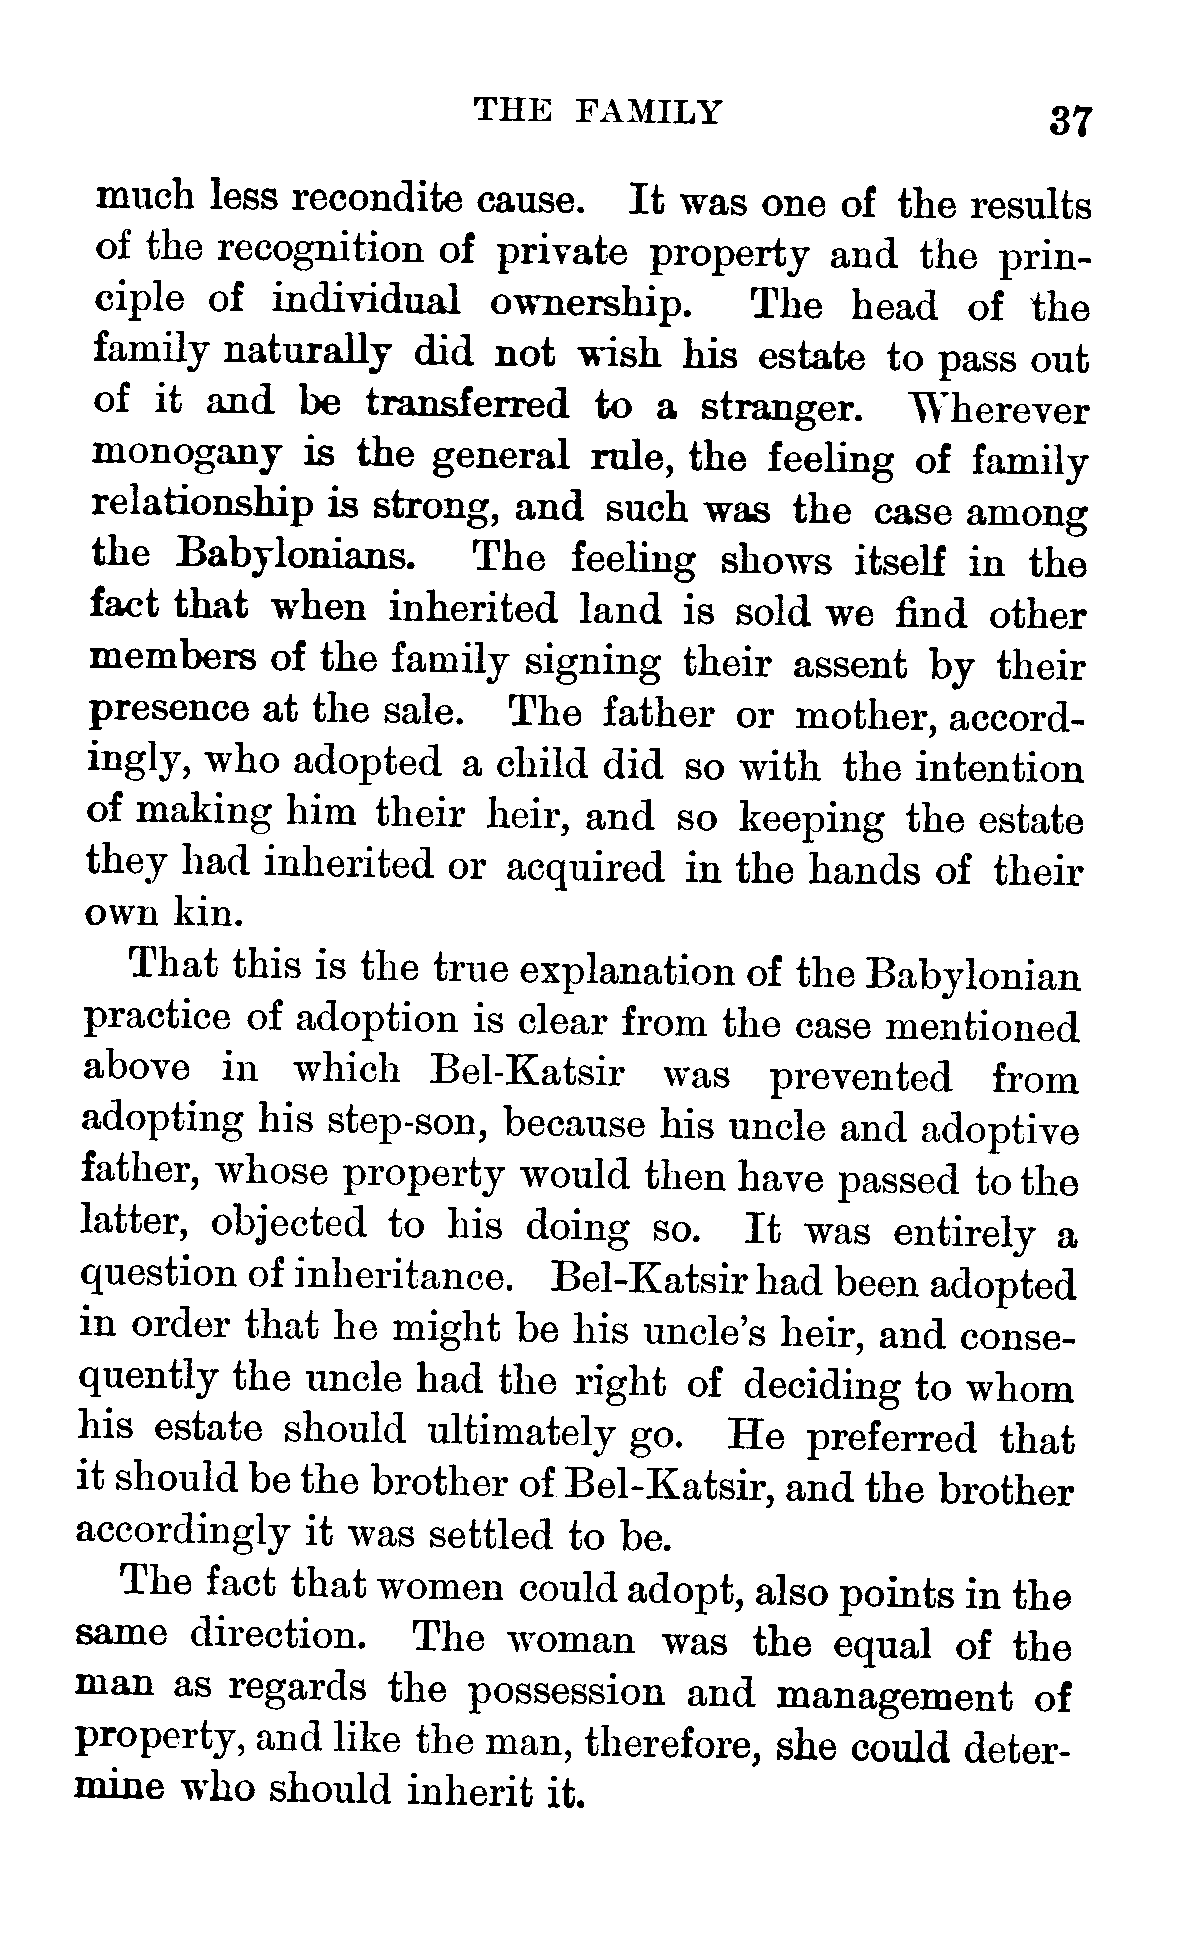 THE FAMILY 37
much less recondite cause. It was one of the results
of the recognition of private property and the prin-
ciple of individual ownership. The head of the
family naturally did not wish his estate to pass out
of it and be transferred to a stranger. Wherever
monogany is the general rule, the feeling of family
relationship is strong, and such was the case among
the Babylonians. The feeling shows itself in the
fact that when inherited land is sold we find other
members of the family signing their assent by their
presence at the sale. The father or mother, accord-
ingly, who adopted a child did so with the intention
of making him their heir, and so keeping the estate
they had inherited or acquired in the hands of their
own kin.
That this is the true explanation of the Babylonian
practice of adoption is clear from the case mentioned
above in which Bel-Katsir was prevented from
adopting his step-son, because his uncle and adoptive
father, whose property would then have passed to the
latter, objected to his doing so. It was entirely a
question of inheritance. Bel-Katsir had been adopted
in order that he might be his uncle's heir, and conse-
quently the uncle had the right of deciding to whom
his estate should ultimately go. He preferred that
it should be the brother of Bel-Katsir, and the brother
accordingly it was settled to be.
The fact that women could adopt, also points in the
same direction. The woman was the equal of the
man as regards the possession and management of
property, and like the man, therefore, she could deter-
mine who should inherit it.